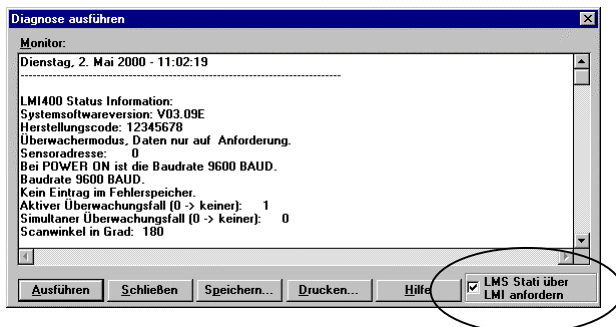 Diagnose ausführen
Monitor:
Dienstag, 2. Mai 2000 - 11:02:19
--------------------------------------------------------------------------------
LMI400 Status Information:
Systemsoftwareversion: V03.09E
Herstellungscode: 12345678
Überwachermodus, Daten nur auf Anforderung.
Sensoradresse: 0
Bei POWER ON ist die Baudrate 9600 BAUD.
Baudrate 9600 BAUD.
Kein Eintrag im Fehlerspeicher.
Aktiver Überwachungsfall (0 -> keiner): 1
Simultaner Überwachungsfall (0 -> keiner): 0
Scanwinkel in Grad: 180
Ausführen Schließen Speichern... Drucken... Hilfe
LMS Stati über
LMI anfordern